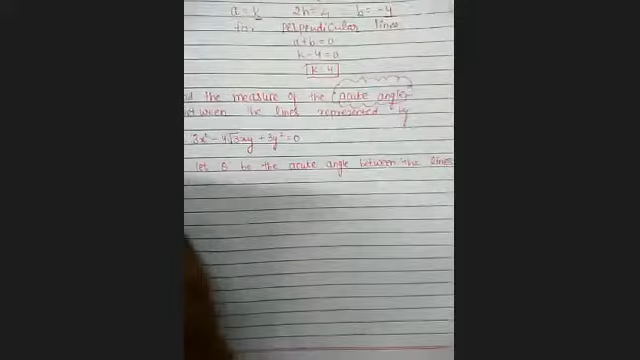 a = k 2h = 4 b = -4
for perpendicular lines
a+b = 0
k-4 = 0
k = 4
the measure of the acute angle
between the lines represented by
3x² - 4√3xy + 3y² = 0
let θ be the acute angle between the lines